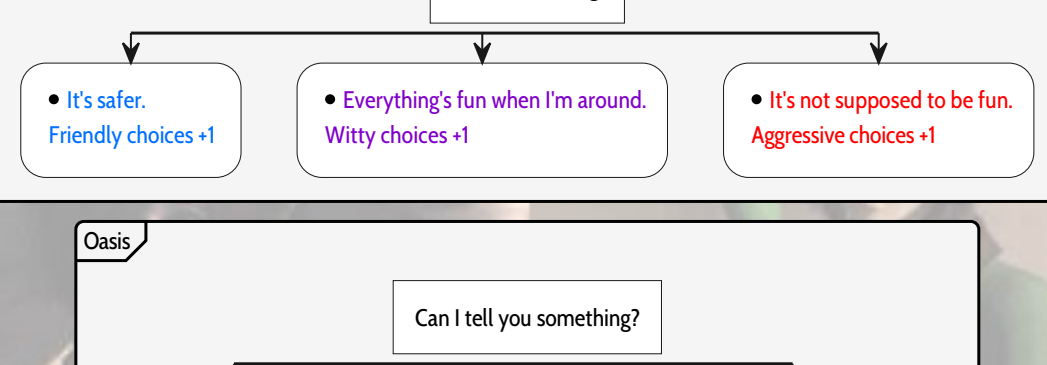 It's safer.
Friendly choices +1
Everything's fun when I'm around.
Witty choices +1
It's not supposed to be fun.
Aggressive choices +1
Oasis
Can I tell you something?